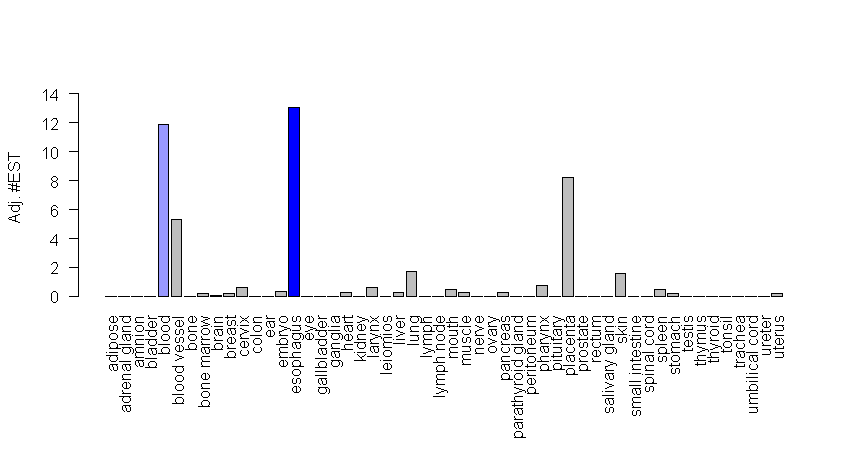 Adj. #EST
14
12
10
8
6
4
2
0
adipose
adrenal gland
amnion
bladder
blood
blood vessel
bone
bone marrow
brain
breast
cervix
colon
ear
embryo
esophagus
eye
gallbladder
ganglia
heart
kidney
larynx
leiomios
liver
lung
lymph
lymph node
mouth
muscle
nerve
ovary
pancreas
parathyroid gland
peritoneum
pharynx
pituitary
placenta
prostate
rectum
salivary gland
skin
small intestine
spinal cord
spleen
stomach
testis
thymus
thyroid
tonsil
trachea
umbilical cord
ureter
uterus